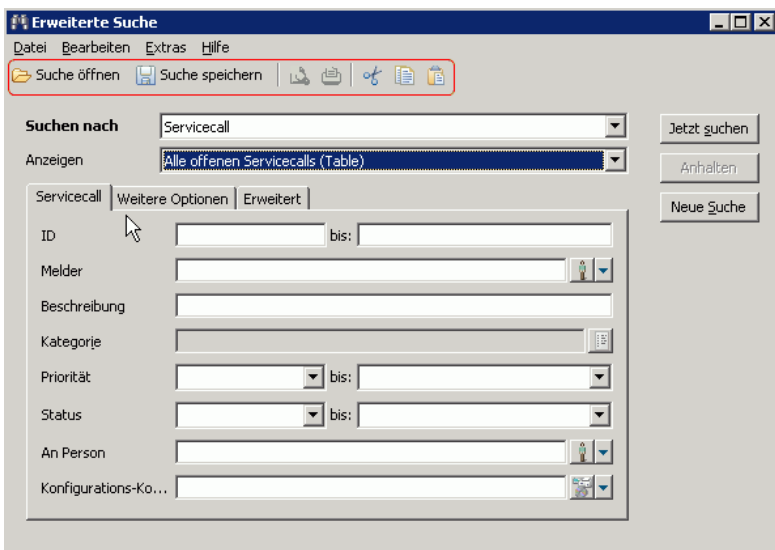 Erweiterte Suche
Datei Bearbeiten Extras Hilfe
Suche öffnen Suche speichern
Suchen nach Servicecall Jetzt suchen
Anzeigen Alle offenen Servicecalls (Table) Anhalten
Servicecall Weitere Optionen Erweitert Neue Suche
ID bis:
Melder
Beschreibung
Kategorie
Priorität bis:
Status bis:
An Person
Konfigurations-Ko...